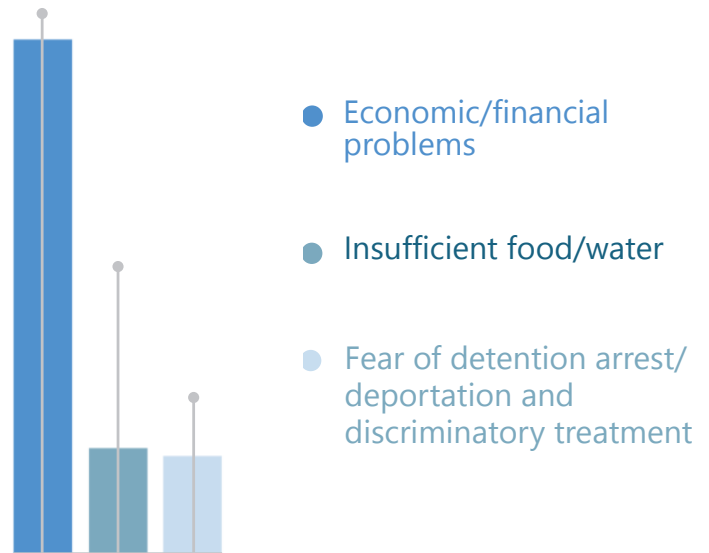 Economic/financial
problems
Insufficient food/water
Fear of detention arrest/
deportation and
discriminatory treatment